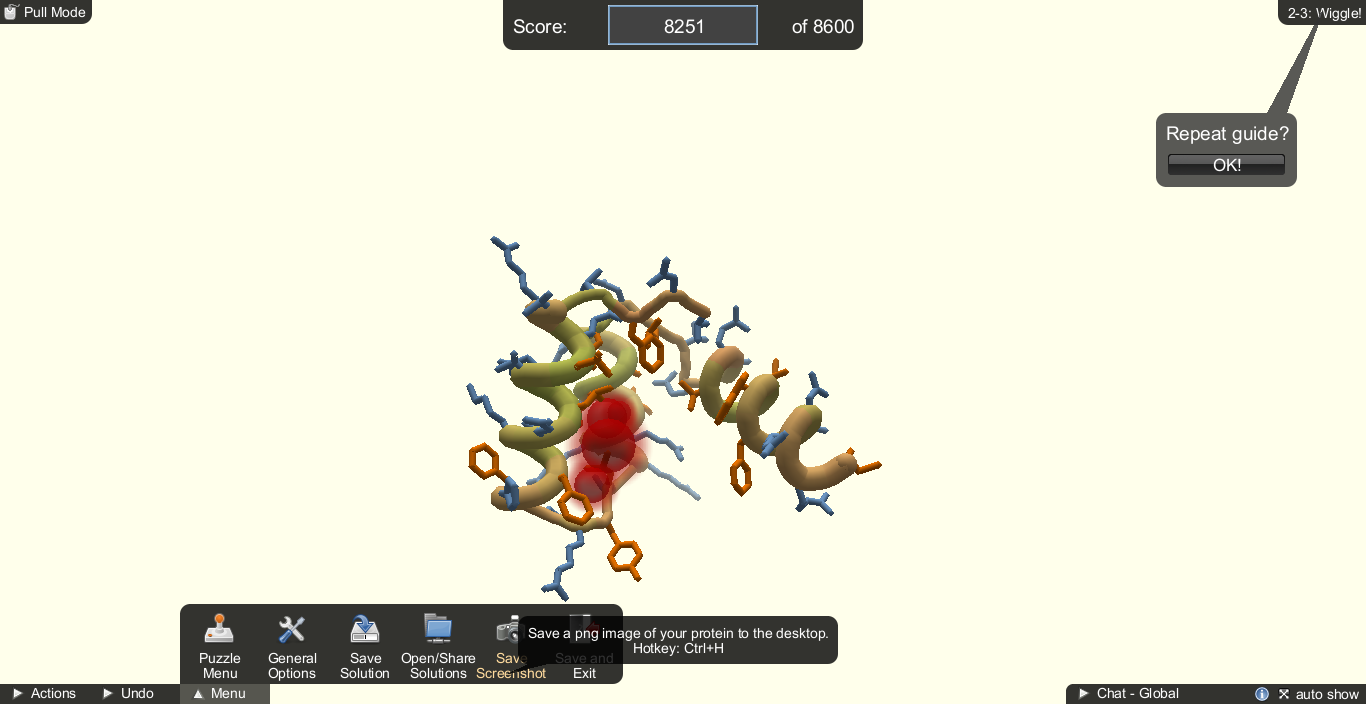 Pull Mode
Score: 8251 of 8600
2-3: Wiggle!
Repeat guide?
OK!
Save a png image of your protein to the desktop.
Hotkey: Ctrl+H
Puzzle Menu
General Options
Save Solution
Open/Share Solutions
Save Screenshot
Save and Exit
Actions
Undo
Menu
Chat - Global
auto show